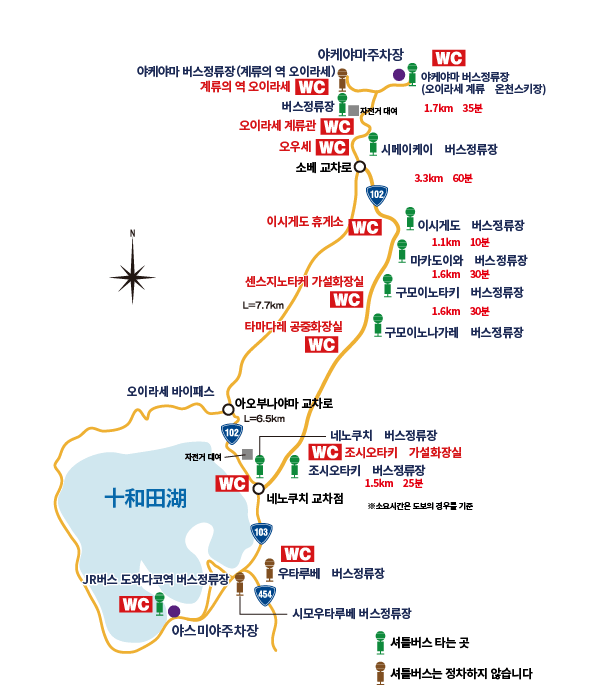 야케야마주차장
WC
야케야마 버스정류장(계류의 역 오이라세)
야케야마 버스정류장
(오이라세 계류 온천스키장)
계류의 역 오이라세 WC
버스정류장
자전거 대여
1.7km 35분
오이라세 계류관 WC
오우세 WC
시메이케이 버스정류장
소베 교차로
3.3km 60분
102
이시게도 휴게소
WC
이시게도 버스정류장
1.1km 10분
N
마카도이와 버스정류장
1.6km 30분
센스지노타케 가설화장실
WC
구모이노타키 버스정류장
L=7.7km
1.6km 30분
타마다레 공중화장실
WC
구모이노나가레 버스정류장
오이라세 바이패스
아오부나야마 교차로
L=6.5km
102
네노쿠치 버스정류장
자전거 대여
WC 조시오타키 가설화장실
조시오타키 버스정류장
WC
1.5km 25분
十和田湖
네노쿠치 교차점
※소요시간은 도보의 경우를 기준
103
WC
JR버스 도와다코역 버스정류장
우타루베 버스정류장
454
WC
시모우타루베 버스정류장
야스미야주차장
셔틀버스 타는 곳
셔틀버스는 정차하지 않습니다